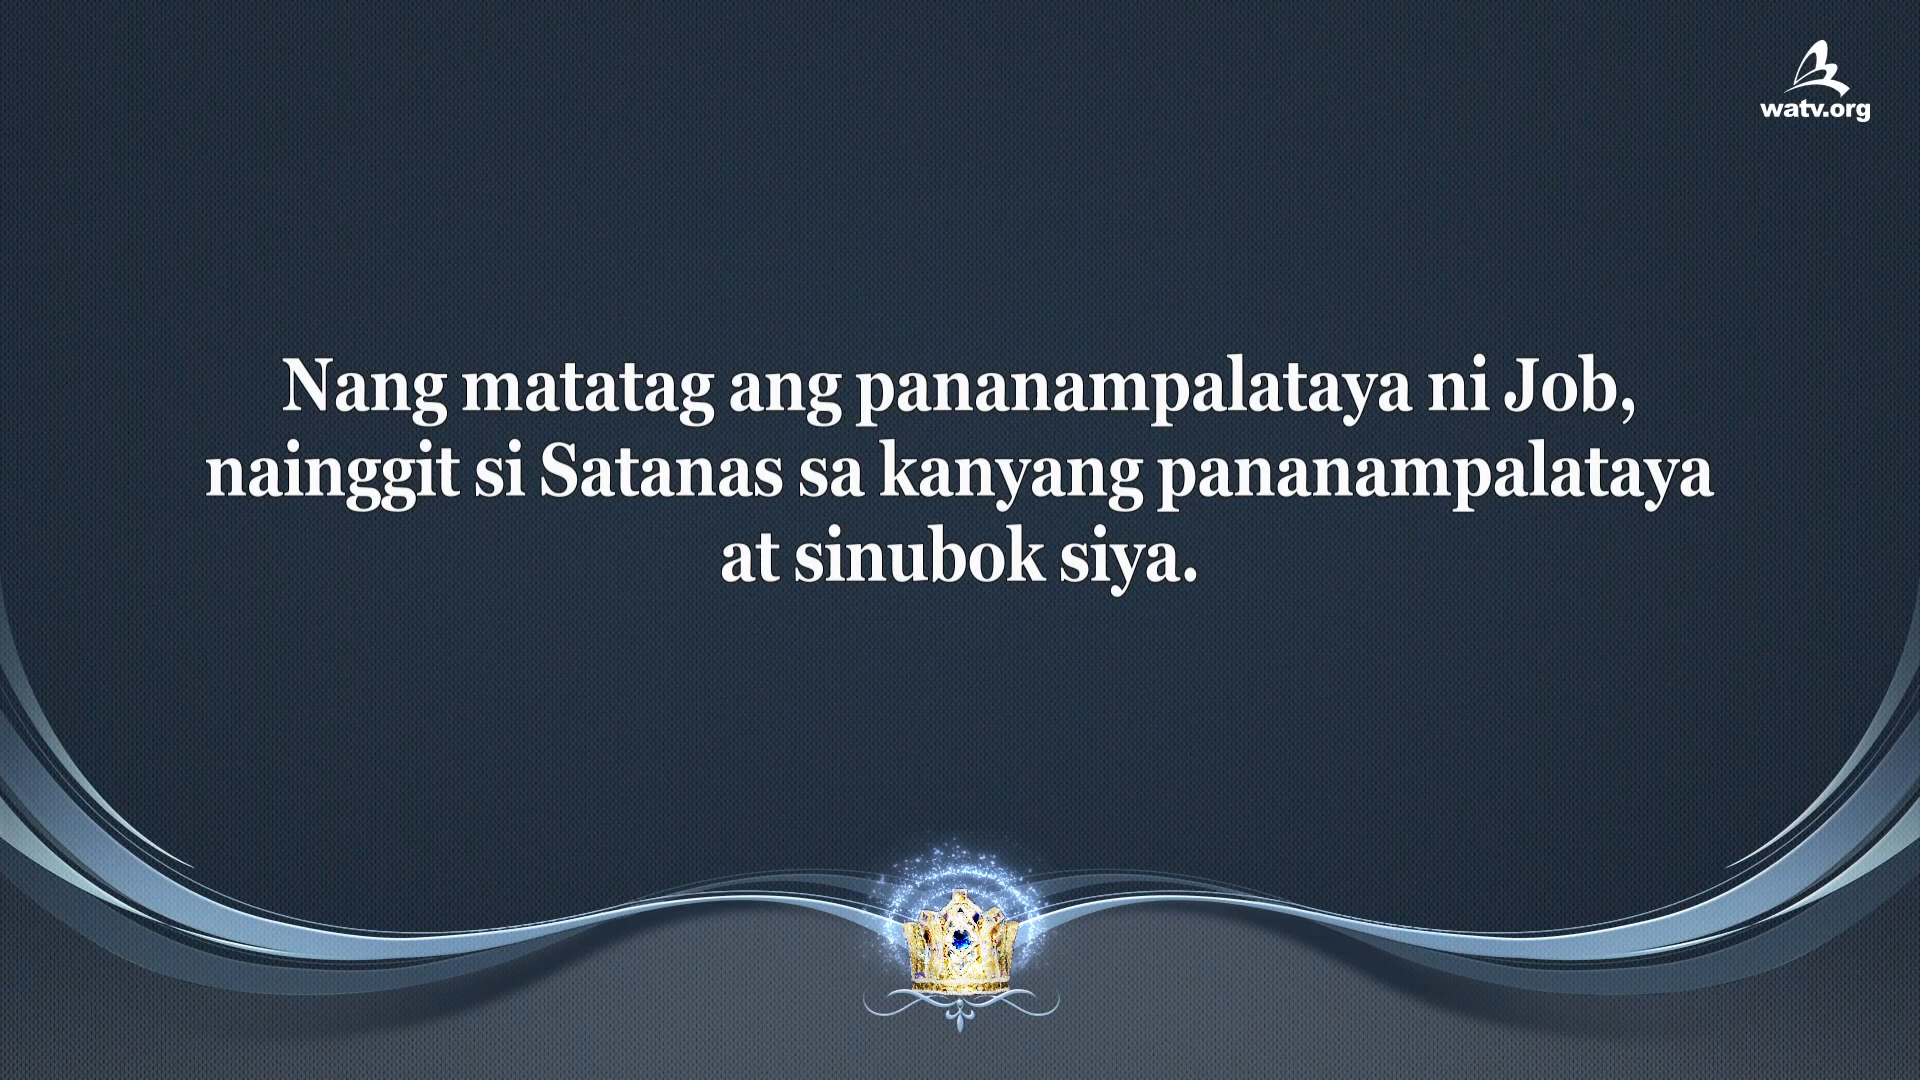 watv.org
Nang matatag ang pananampalataya ni Job,
nainggit si Satanas sa kanyang pananampalataya
at sinubok siya.